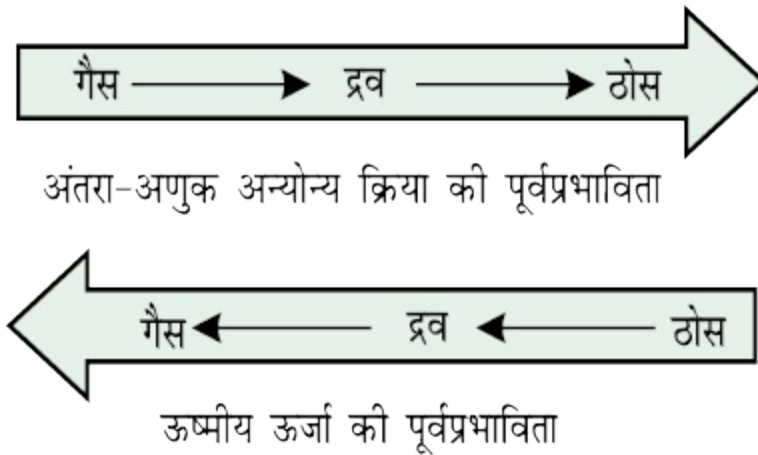 गैस द्रव ठोस
अंतरा-अणुक अन्योन्य क्रिया की पूर्वप्रभाविता
गैस द्रव ठोस
ऊष्मीय ऊर्जा की पूर्वप्रभाविता